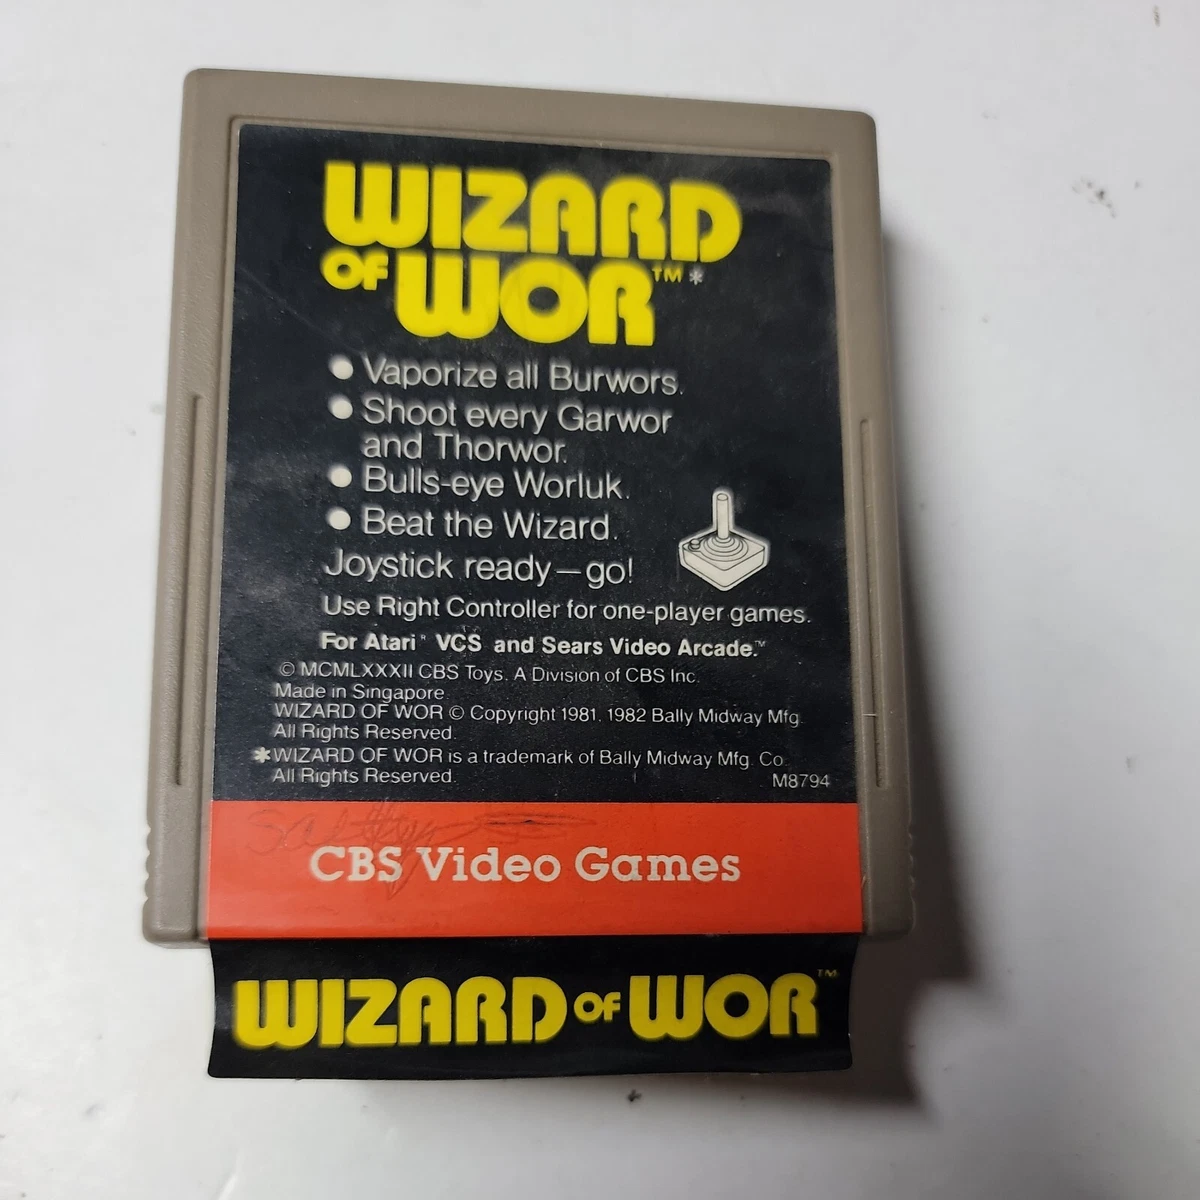 WIZARD
OF WOR™*
• Vaporize all Burwors.
• Shoot every Garwor
and Thorwor.
• Bulls-eye Worluk.
• Beat the Wizard.
Joystick ready—go!
Use Right Controller for one-player games.
For Atari® VCS and Sears Video Arcade.™
© MCMLXXXII CBS Toys. A Division of CBS Inc.
Made in Singapore.
WIZARD OF WOR © Copyright 1981, 1982 Bally Midway Mfg.
All Rights Reserved.
*WIZARD OF WOR is a trademark of Bally Midway Mfg. Co.
All Rights Reserved.
M8794
CBS Video Games
WIZARD OF WOR™